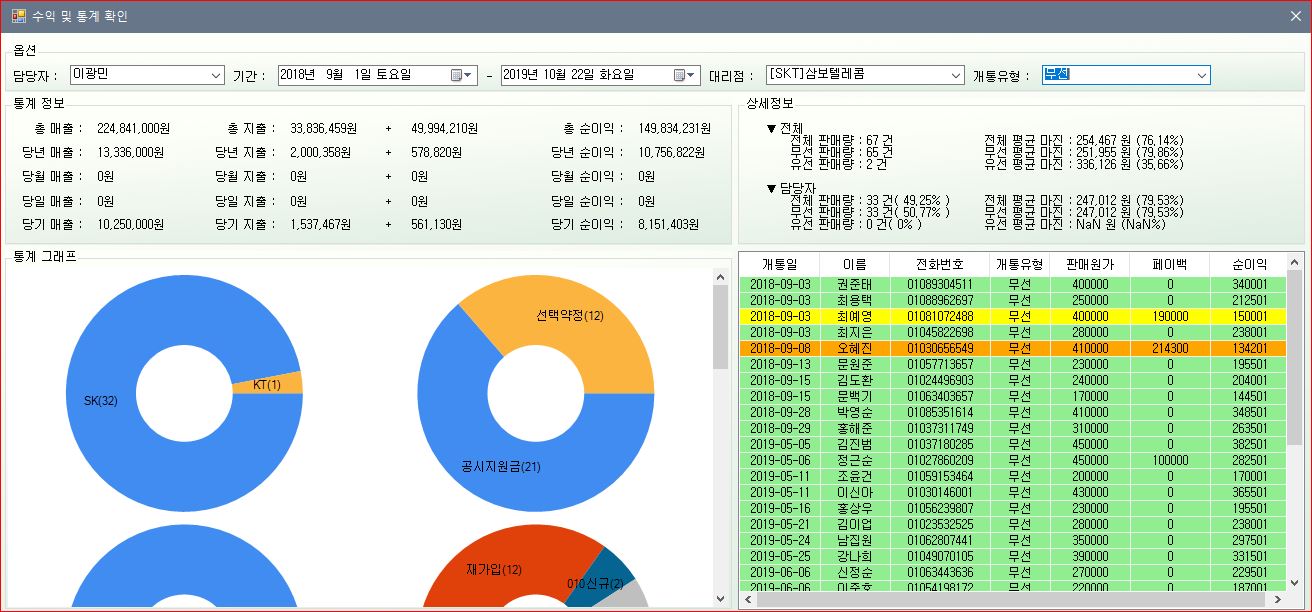 수익 및 통계 확인
옵션
담당자 : 이광민 기간 : 2018년 9월 1일 토요일 - 2019년 10월 22일 화요일 대리점 : [SKT]삼보텔레콤 개통유형 : 무선
통계 정보
총 매출 : 224,841,000원 총 지출 : 33,836,459원 + 49,994,210원 총 순이익 : 149,834,231원
당년 매출 : 13,336,000원 당년 지출 : 2,000,358원 + 578,820원 당년 순이익 : 10,756,822원
당월 매출 : 0원 당월 지출 : 0원 + 0원 당월 순이익 : 0원
당일 매출 : 0원 당일 지출 : 0원 + 0원 당일 순이익 : 0원
당기 매출 : 10,250,000원 당기 지출 : 1,537,467원 + 561,130원 당기 순이익 : 8,151,403원
상세정보
▼ 전체
전체 판매량 : 67 건 전체 평균 마진 : 254,467 원 (76,14%)
무선 판매량 : 65 건 무선 평균 마진 : 251,955 원 (79,86%)
유선 판매량 : 2 건 유선 평균 마진 : 336,126 원 (35,66%)
▼ 담당자
전체 판매량 : 33 건( 49,25% ) 전체 평균 마진 : 247,012 원 (79,53%)
무선 판매량 : 33 건( 50,77% ) 무선 평균 마진 : 247,012 원 (79,53%)
유선 판매량 : 0 건( 0% ) 유선 평균 마진 : NaN 원 (NaN%)
통계 그래프
SK(32)
KT(1)
선택약정(12)
공시지원금(21)
재가입(12)
010신규(2)
개통일 이름 전화번호 개통유형 판매원가 페이백 순이익
2018-09-03 권준태 01089304511 무선 400000 0 340001
2018-09-03 최용택 01088962697 무선 250000 0 212501
2018-09-03 최예영 01081072488 무선 400000 190000 150001
2018-09-03 최지은 01045822698 무선 280000 0 238001
2018-09-08 오혜진 01030656549 무선 410000 214300 134201
2018-09-13 문원준 01057713657 무선 230000 0 195501
2018-09-15 김도환 01024496903 무선 240000 0 204001
2018-09-15 문백기 01063403657 무선 170000 0 144501
2018-09-28 박영순 01085351614 무선 410000 0 348501
2018-09-29 홍해준 01037311749 무선 310000 0 263501
2019-05-05 김진범 01037180285 무선 450000 0 382501
2019-05-06 정근순 01027860209 무선 450000 100000 282501
2019-05-11 조윤건 01059153464 무선 200000 0 170001
2019-05-11 이신아 01030146001 무선 430000 0 365501
2019-05-16 홍상우 01056239807 무선 230000 0 195501
2019-05-21 김이업 01023532525 무선 280000 0 238001
2019-05-24 남집원 01062807441 무선 350000 0 297501
2019-05-25 강나희 01049070105 무선 390000 0 331501
2019-06-06 신정순 01063443636 무선 270000 0 229501
2019-06-06 01054198172 무선 220000 0 187001